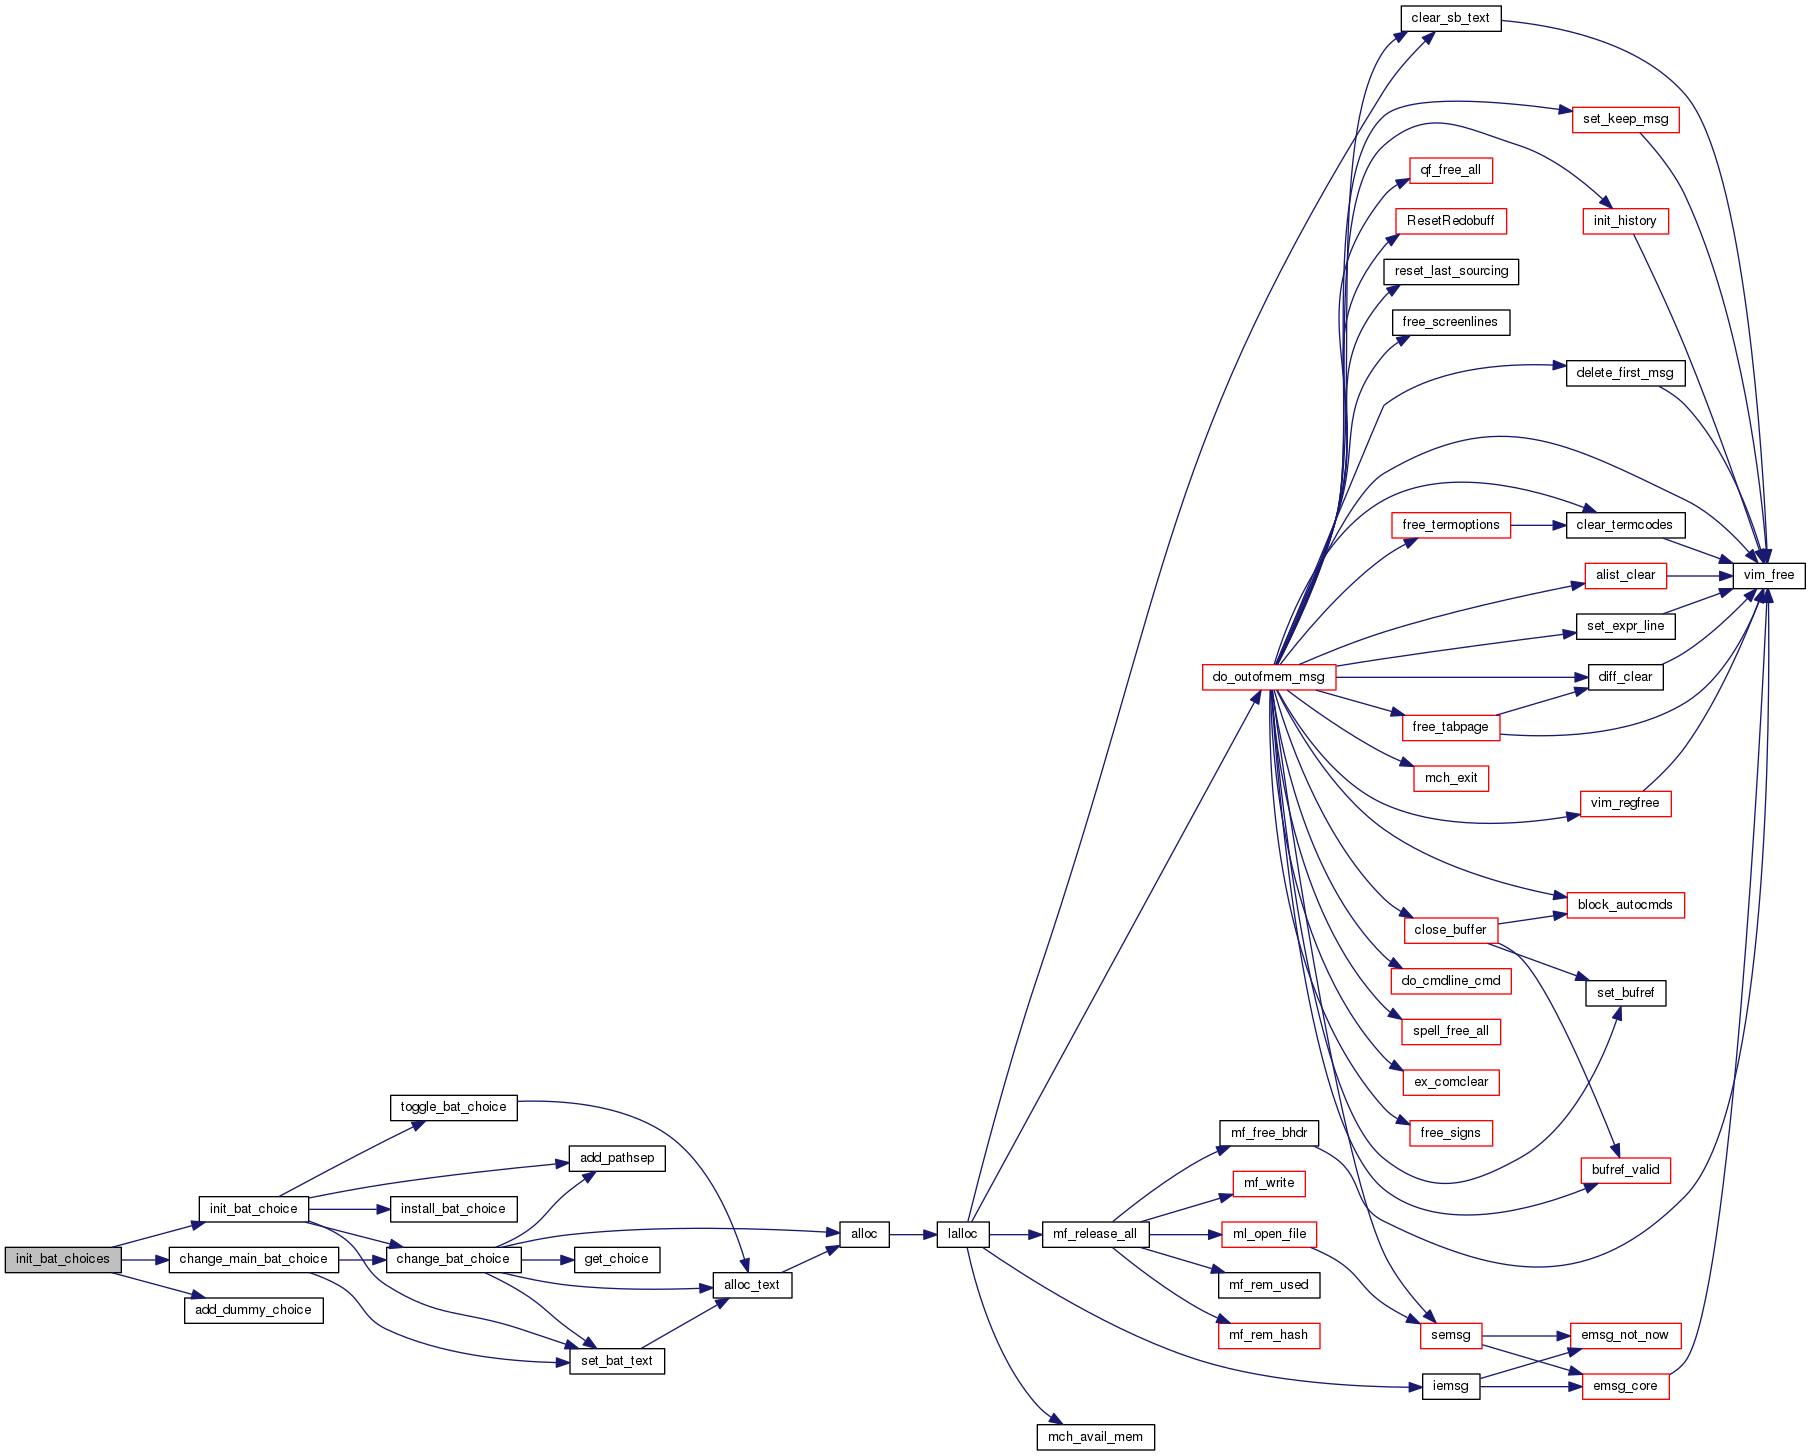 clear_sb_text
set_keep_msg
qf_free_all
ResetRedobuff
init_history
reset_last_sourcing
free_screenlines
delete_first_msg
free_termoptions
clear_termcodes
alist_clear
vim_free
set_expr_line
do_outofmem_msg
diff_clear
free_tabpage
mch_exit
vim_regfree
block_autocmds
close_buffer
do_cmdline_cmd
set_bufref
spell_free_all
ex_comclear
toggle_bat_choice
mf_free_bhdr
free_signs
add_pathsep
bufref_valid
mf_write
init_bat_choice
install_bat_choice
alloc
lalloc
mf_release_all
ml_open_file
init_bat_choices
change_main_bat_choice
change_bat_choice
get_choice
alloc_text
mf_rem_used
add_dummy_choice
mf_rem_hash
semsg
emsg_not_now
set_bat_text
iemsg
emsg_core
mch_avail_mem